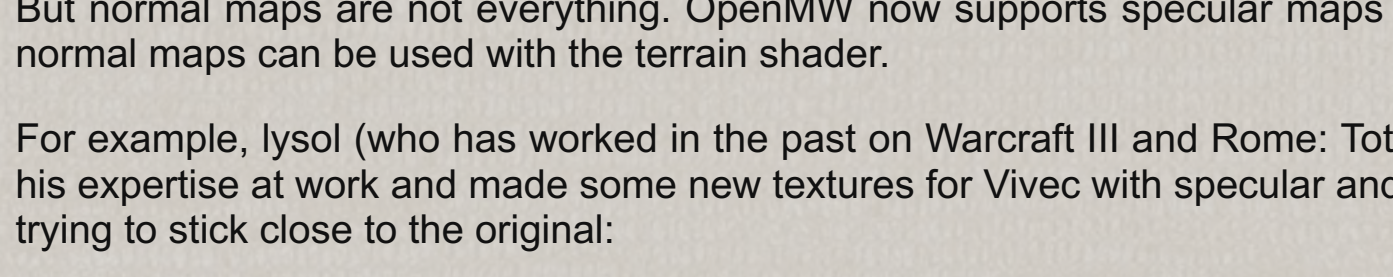 But normal maps are not everything. OpenMW now supports specular maps
normal maps can be used with the terrain shader.
For example, lysol (who has worked in the past on Warcraft III and Rome: Tot
his expertise at work and made some new textures for Vivec with specular and
trying to stick close to the original: